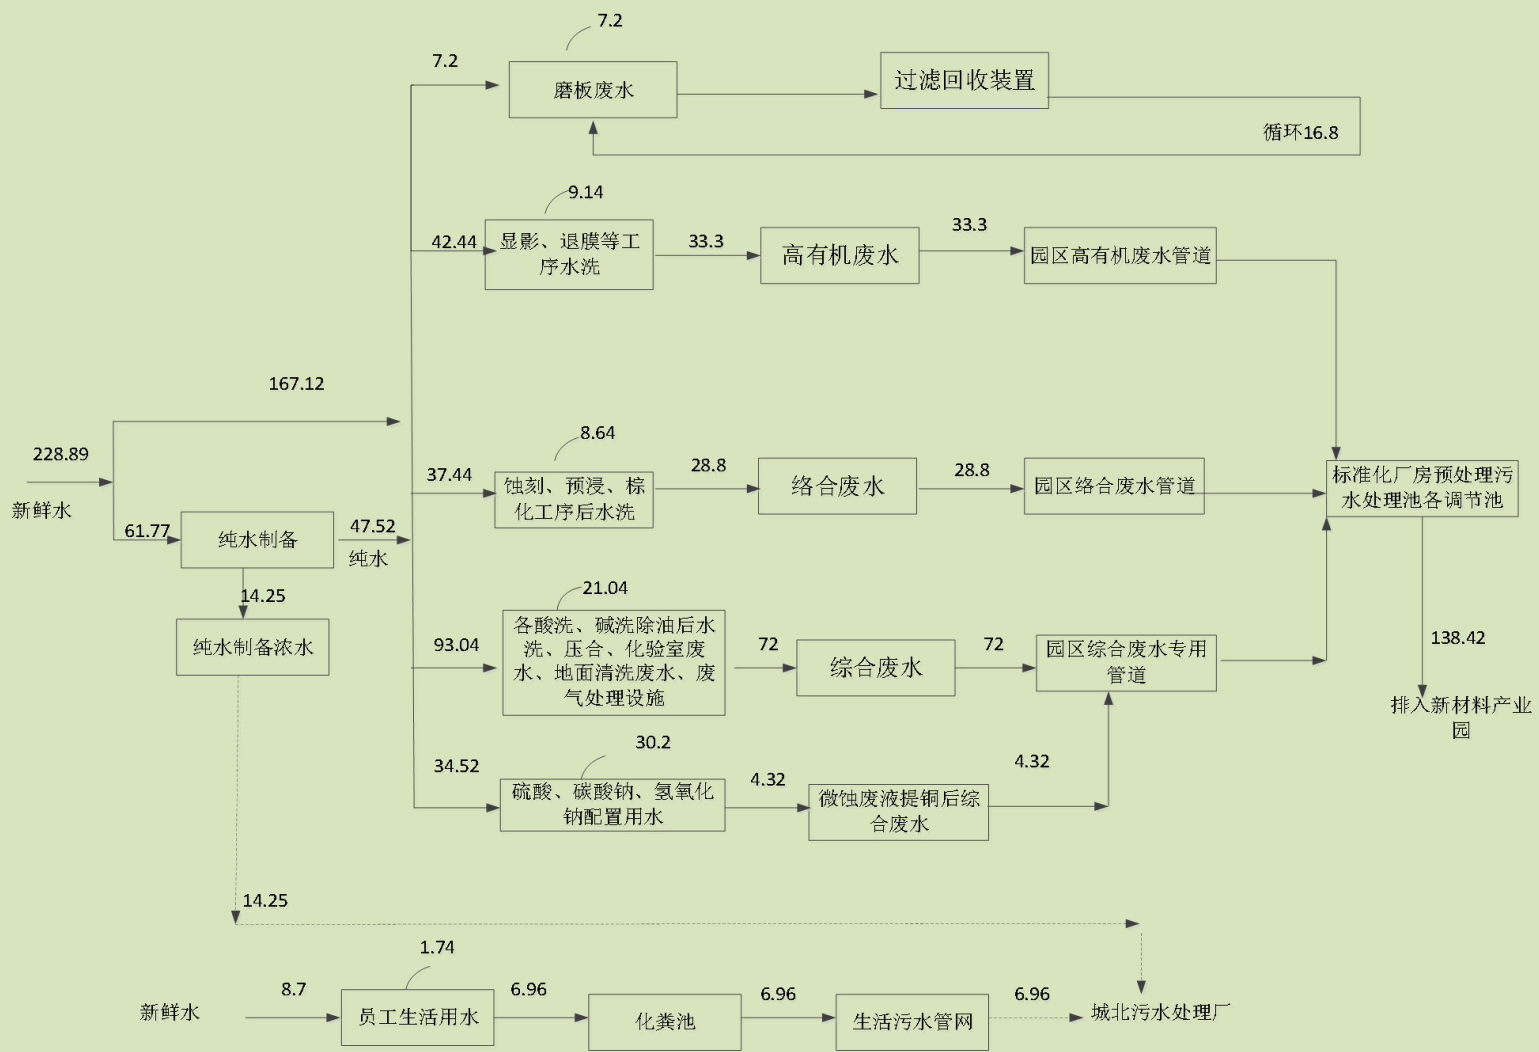 7.2
7.2
磨板废水
过滤回收装置
循环16.8
9.14
42.44
显影、退膜等工
序水洗
33.3
高有机废水
33.3
园区高有机废水管道
167.12
228.89
新鲜水
61.77
纯水制备
47.52
纯水
14.25
纯水制备浓水
8.64
37.44
蚀刻、预浸、棕
化工序后水洗
28.8
络合废水
28.8
园区络合废水管道
标准化厂房预处理污
水处理池各调节池
21.04
93.04
各酸洗、碱洗除油后水
洗、压合、化验室废
水、地面清洗废水、废
气处理设施
72
综合废水
72
园区综合废水专用
管道
138.42
排入新材料产业
园
30.2
34.52
硫酸、碳酸钠、氢氧化
钠配置用水
4.32
微蚀废液提铜后综
合废水
4.32
14.25
新鲜水
8.7
1.74
员工生活用水
6.96
化粪池
6.96
生活污水管网
6.96
城北污水处理厂